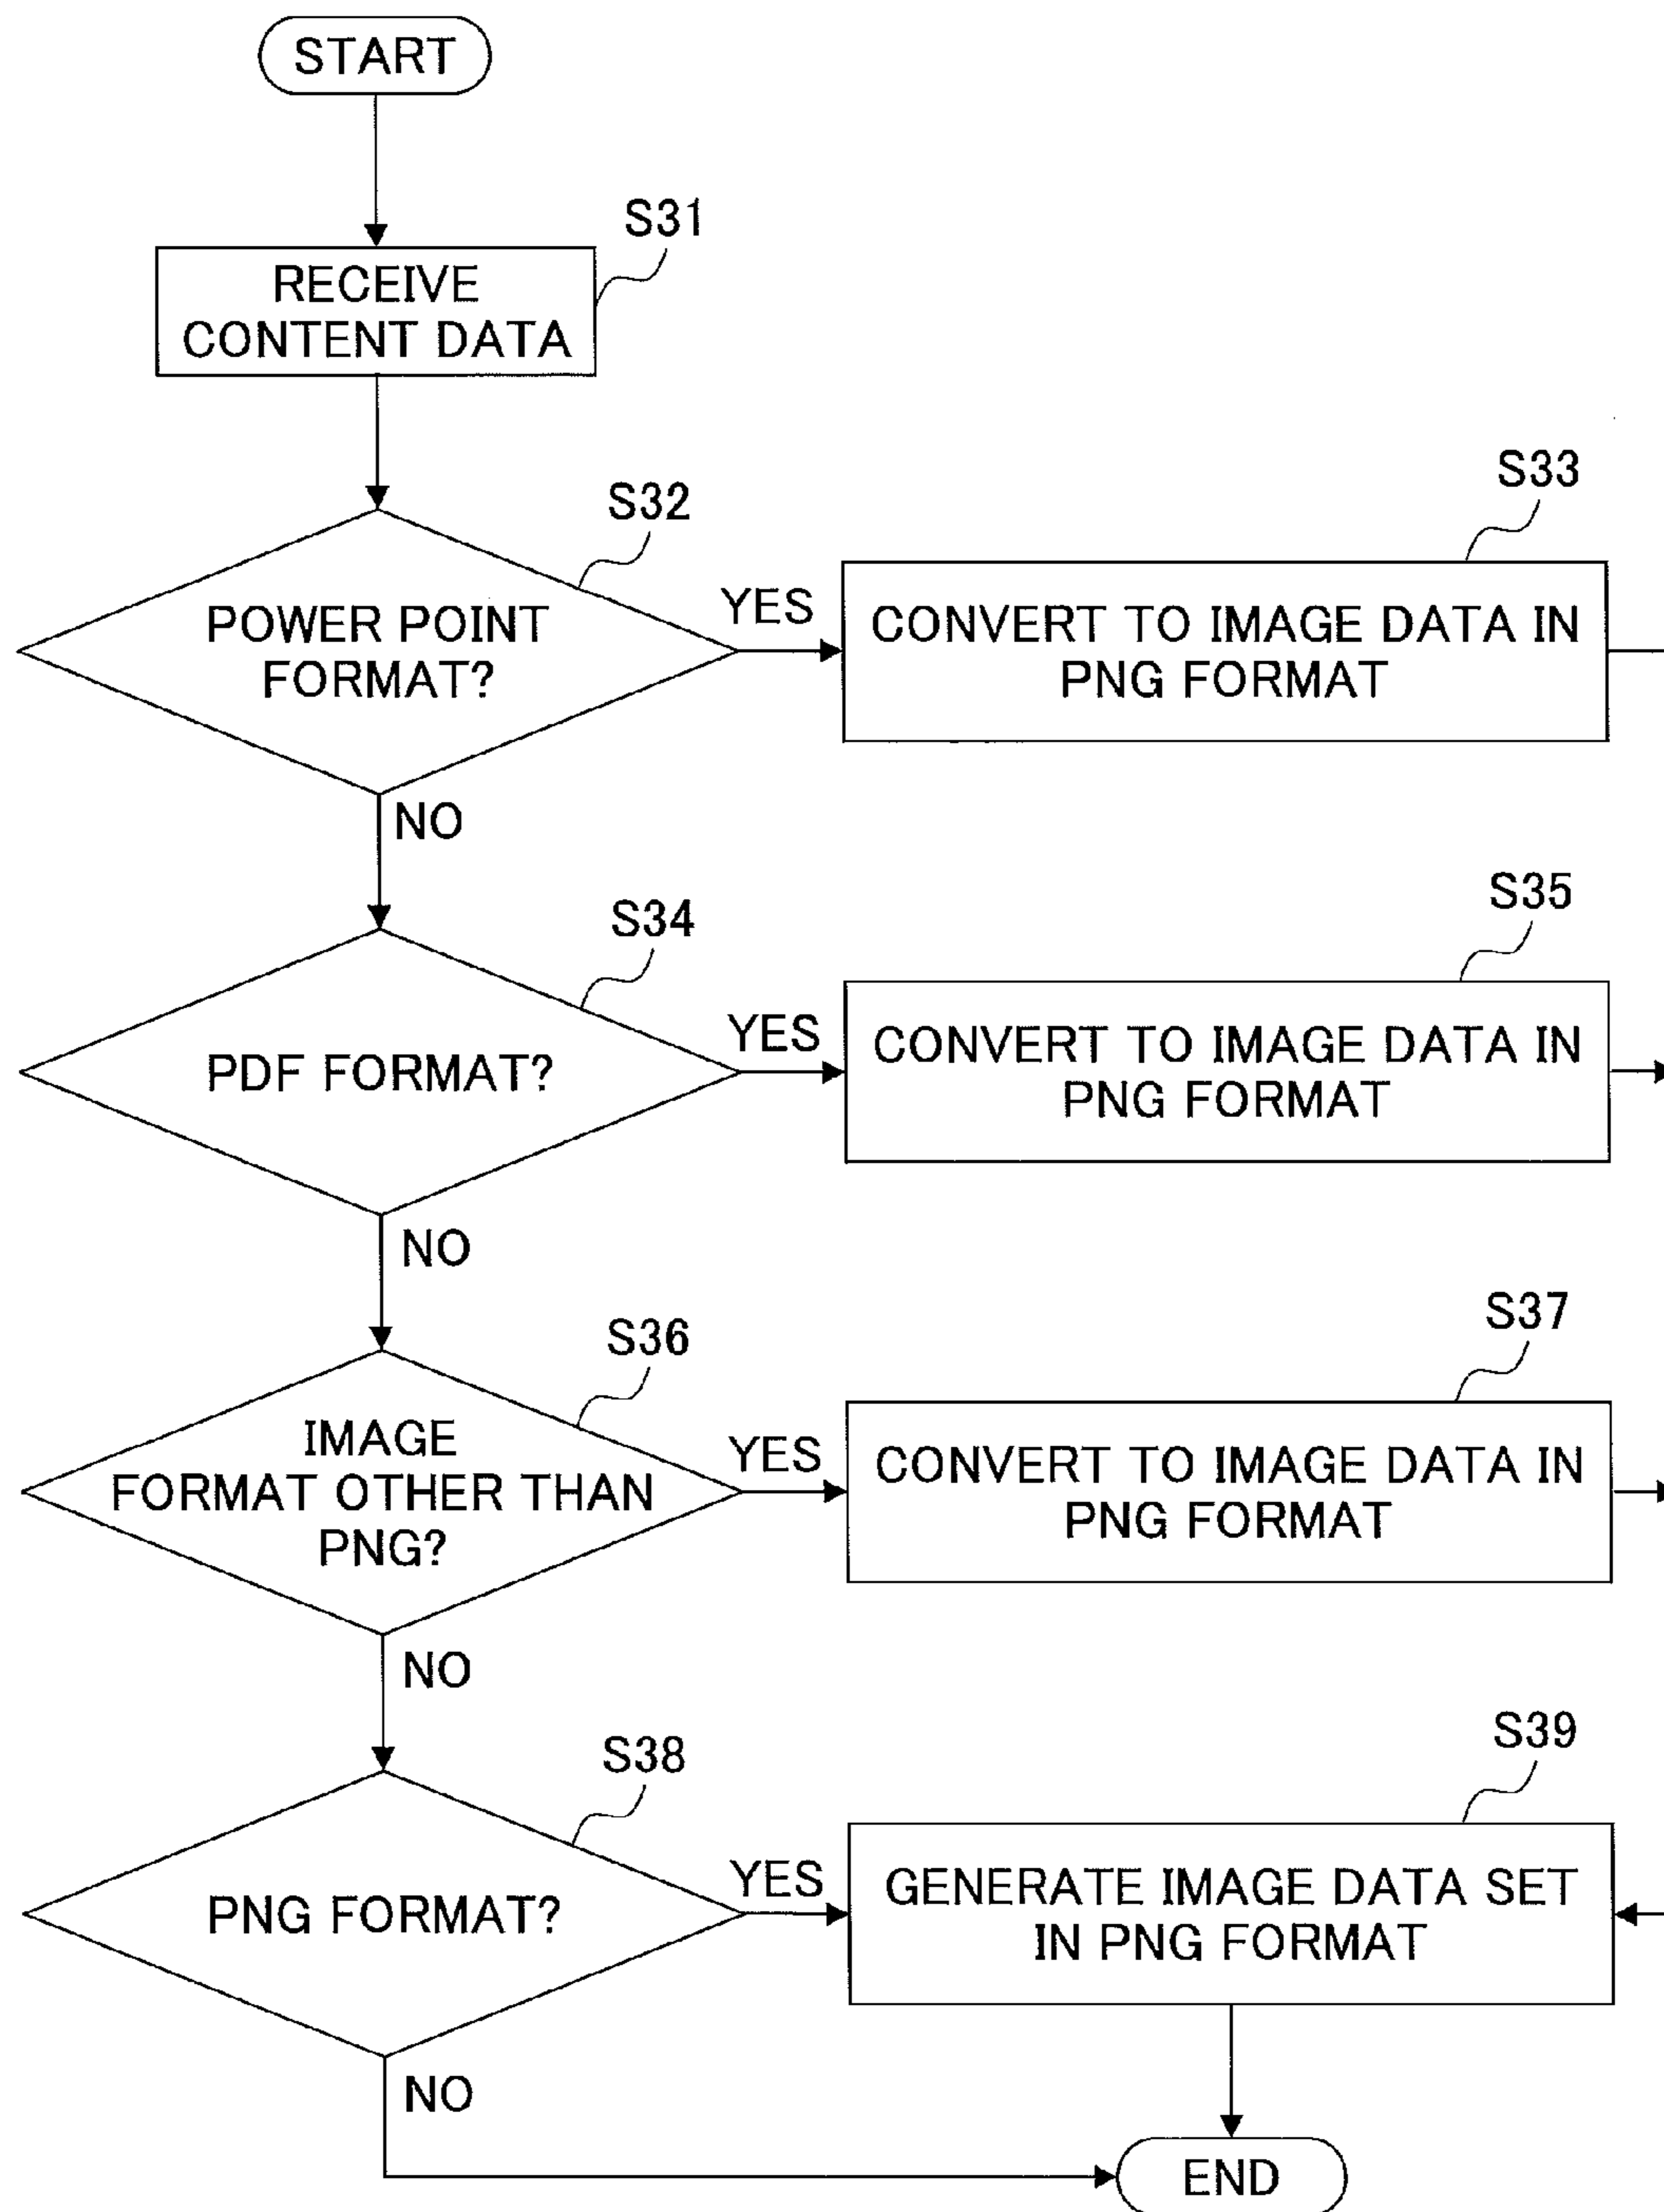 START
S31
RECEIVE
CONTENT DATA
S32
POWER POINT
FORMAT?
YES
S33
CONVERT TO IMAGE DATA IN
PNG FORMAT
NO
S34
PDF FORMAT?
YES
S35
CONVERT TO IMAGE DATA IN
PNG FORMAT
NO
S36
IMAGE
FORMAT OTHER THAN
PNG?
YES
S37
CONVERT TO IMAGE DATA IN
PNG FORMAT
NO
S38
PNG FORMAT?
YES
S39
GENERATE IMAGE DATA SET
IN PNG FORMAT
NO
END